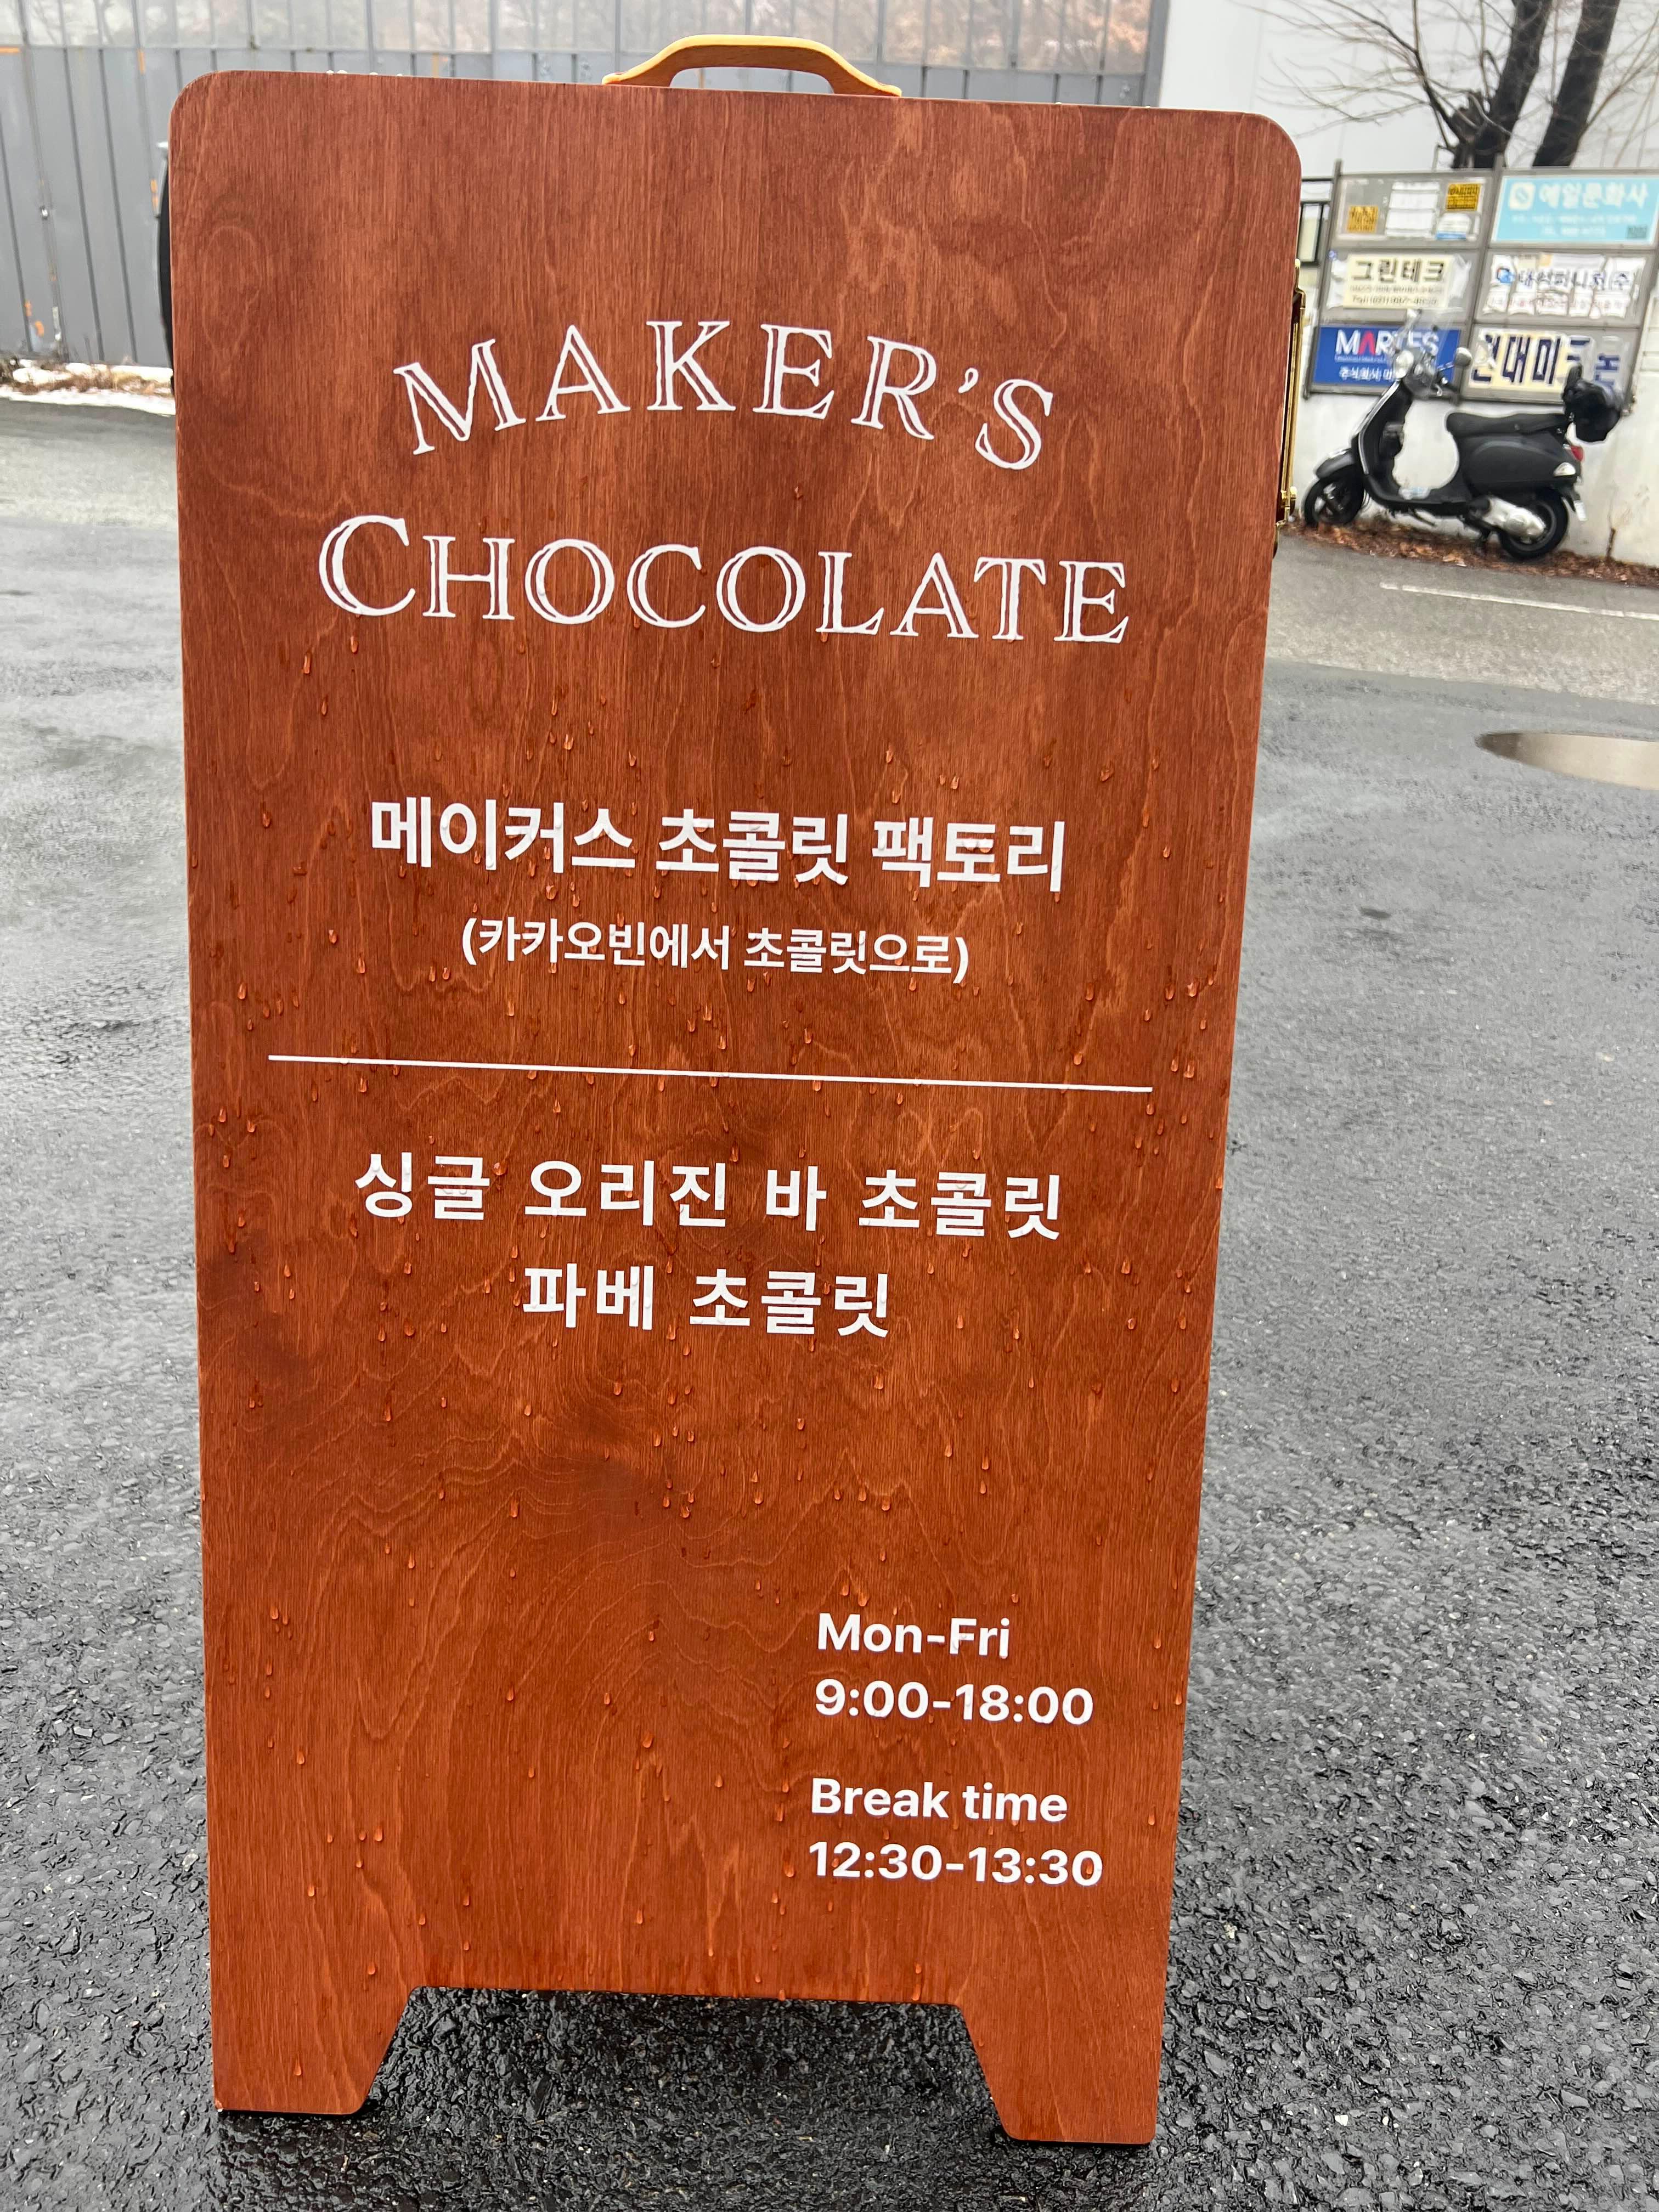 MAKER'S
CHOCOLATE
메이커스 초콜릿 팩토리
(카카오빈에서 초콜릿으로)
싱글 오리진 바 초콜릿
파베 초콜릿
Mon-Fri
9:00-18:00
Break time
12:30-13:30
예일문화사
그린테크